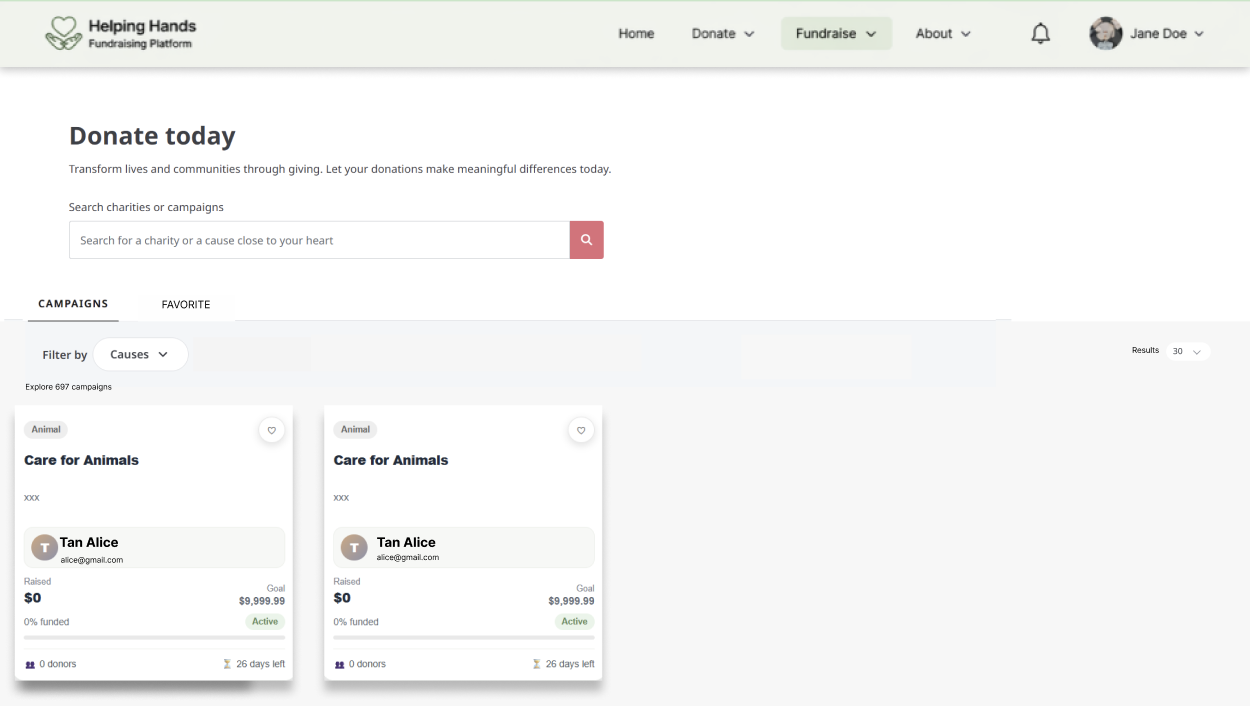 Helping Hands
Fundraising Platform
Home
Donate
Fundraise
About
Jane Doe
Donate today
Transform lives and communities through giving. Let your donations make meaningful differences today.
Search charities or campaigns
Search for a charity or a cause close to your heart
CAMPAIGNS
FAVORITE
Filter by
Causes
Results
30
Explore 697 campaigns
Animal
Care for Animals
xxx
T
Tan Alice
alice@gmail.com
Raised
Goal
$0
$9,999.99
0% funded
Active
0 donors
26 days left
Animal
Care for Animals
xxx
T
Tan Alice
alice@gmail.com
Raised
Goal
$0
$9,999.99
0% funded
Active
0 donors
26 days left